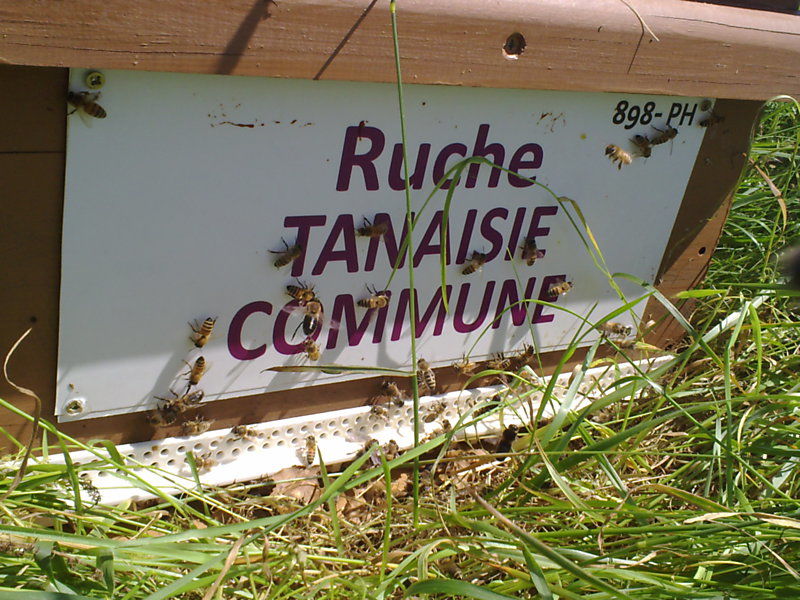 898-PH
Ruche
TANAISIE
COMMUNE